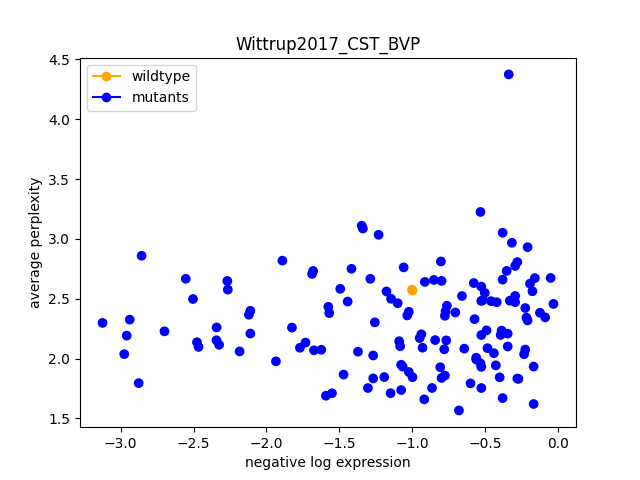 Wittrup2017_CST_BVP
wildtype
mutants
average perplexity
4.5
4.0
3.5
3.0
2.5
2.0
1.5
−3.0 −2.5 −2.0 −1.5 −1.0 −0.5 0.0
negative log expression